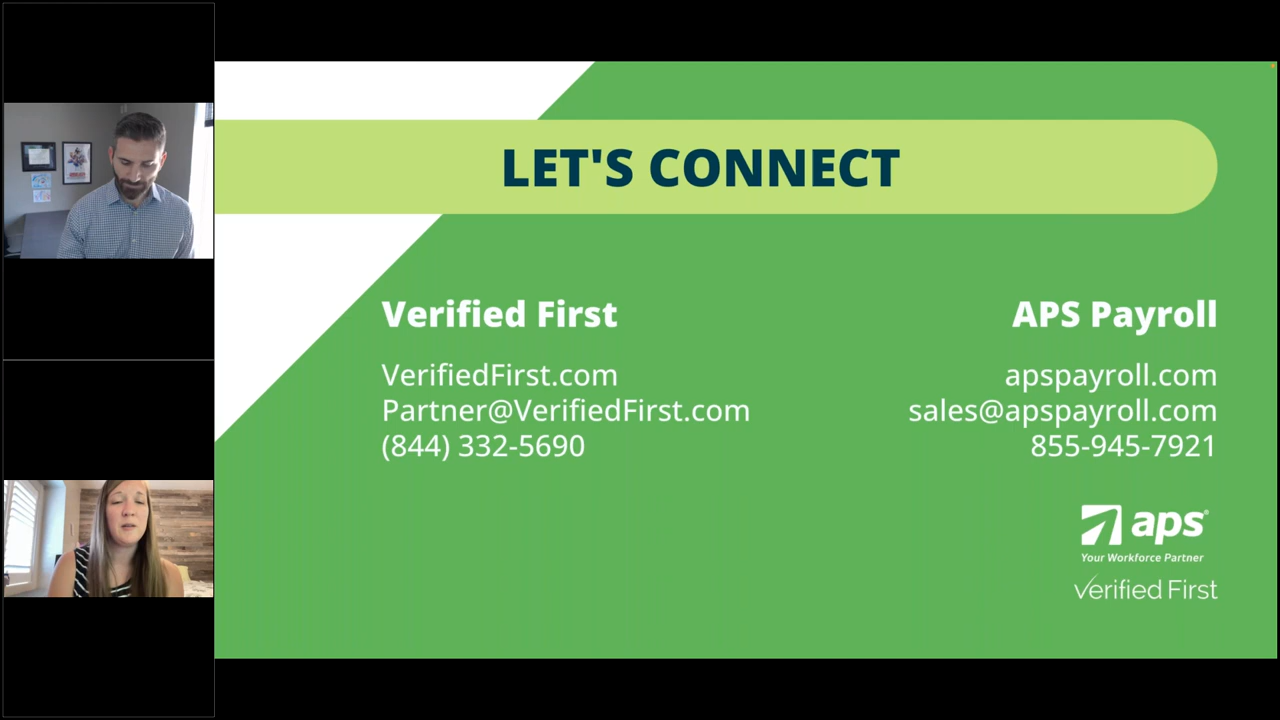 LET'S CONNECT
Verified First
VerifiedFirst.com
Partner@VerifiedFirst.com
(844) 332-5690
APS Payroll
apspayroll.com
sales@apspayroll.com
855-945-7921
aps®
Your Workforce Partner
Verified First